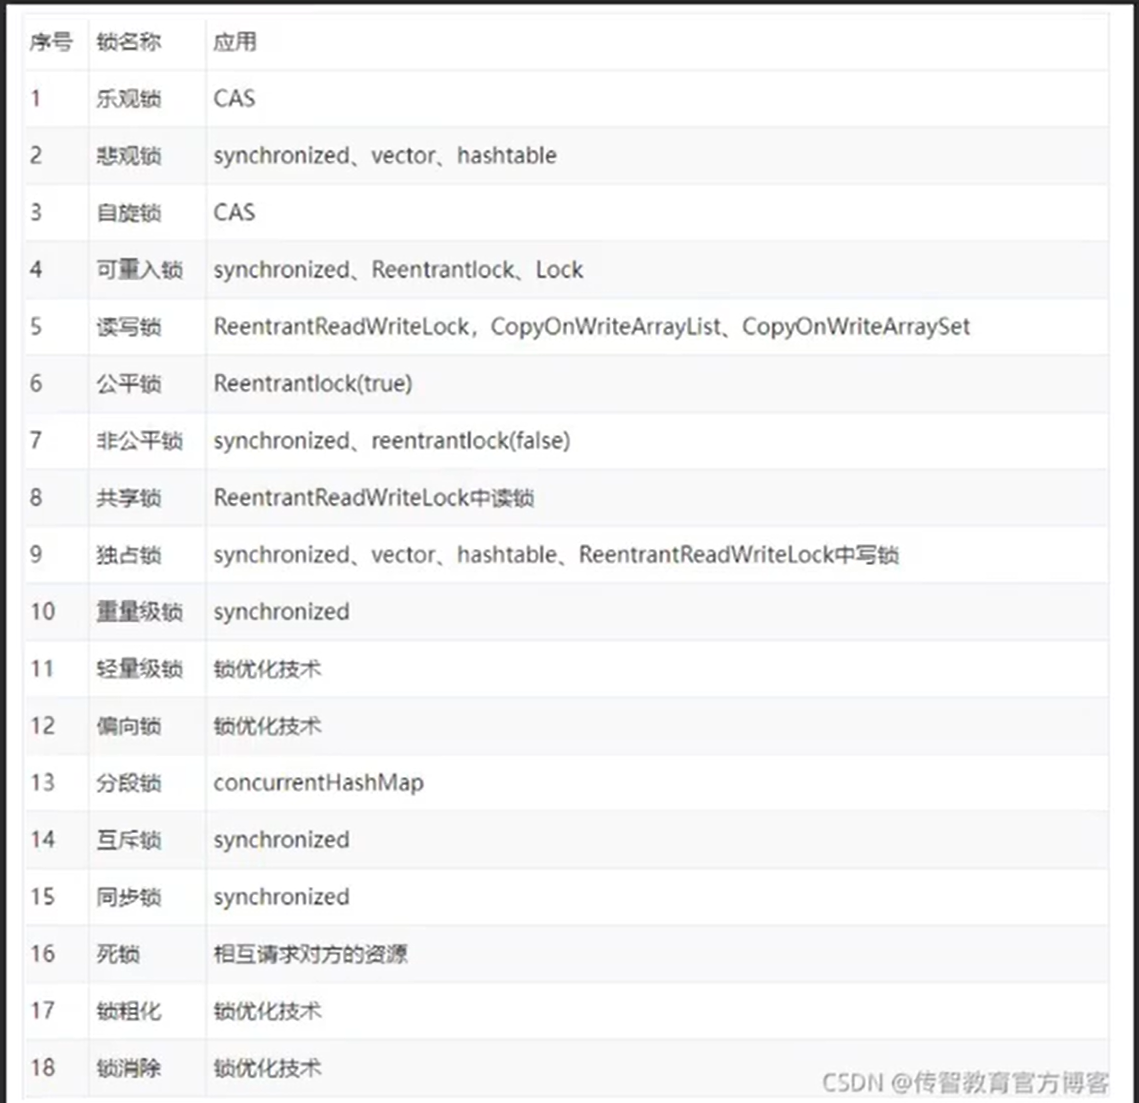 序号 锁名称 应用
1 乐观锁 CAS
2 悲观锁 synchronized、vector、hashtable
3 自旋锁 CAS
4 可重入锁 synchronized、Reentrantlock、Lock
5 读写锁 ReentrantReadWriteLock，CopyOnWriteArrayList、CopyOnWriteArraySet
6 公平锁 Reentrantlock(true)
7 非公平锁 synchronized、reentrantlock(false)
8 共享锁 ReentrantReadWriteLock中读锁
9 独占锁 synchronized、vector、hashtable、ReentrantReadWriteLock中写锁
10 重量级锁 synchronized
11 轻量级锁 锁优化技术
12 偏向锁 锁优化技术
13 分段锁 concurrentHashMap
14 互斥锁 synchronized
15 同步锁 synchronized
16 死锁 相互请求对方的资源
17 锁粗化 锁优化技术
18 锁消除 锁优化技术
CSDN @传智教育官方博客